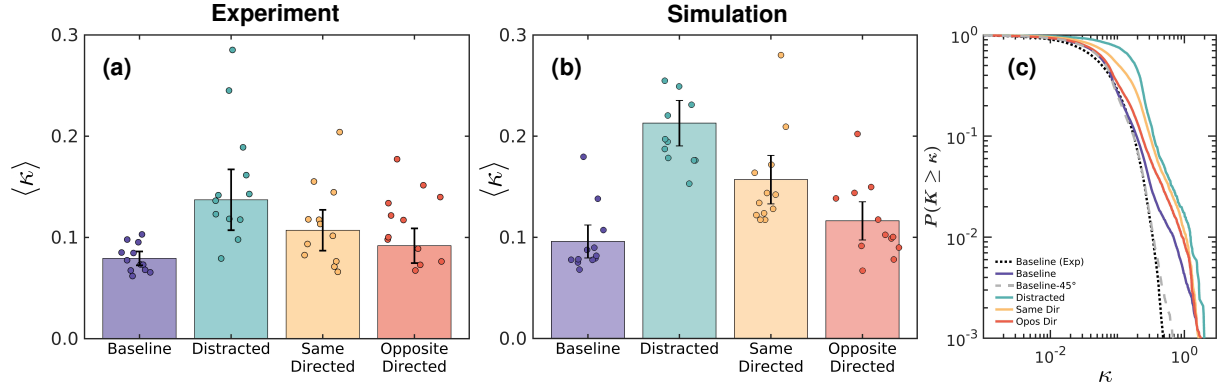 Experiment
Simulation
(a)
0.3
0.2
0.1
0.0
⟨κ⟩
Baseline
Distracted
Same
Directed
Opposite
Directed
(b)
0.3
0.2
0.1
0.0
⟨κ⟩
Baseline
Distracted
Same
Directed
Opposite
Directed
(c)
10⁰
10⁻¹
10⁻²
10⁻³
P(K ≥ κ)
Baseline (Exp)
Baseline
Baseline-45°
Distracted
Same Dir
Opos Dir
10⁻²
10⁰
κ